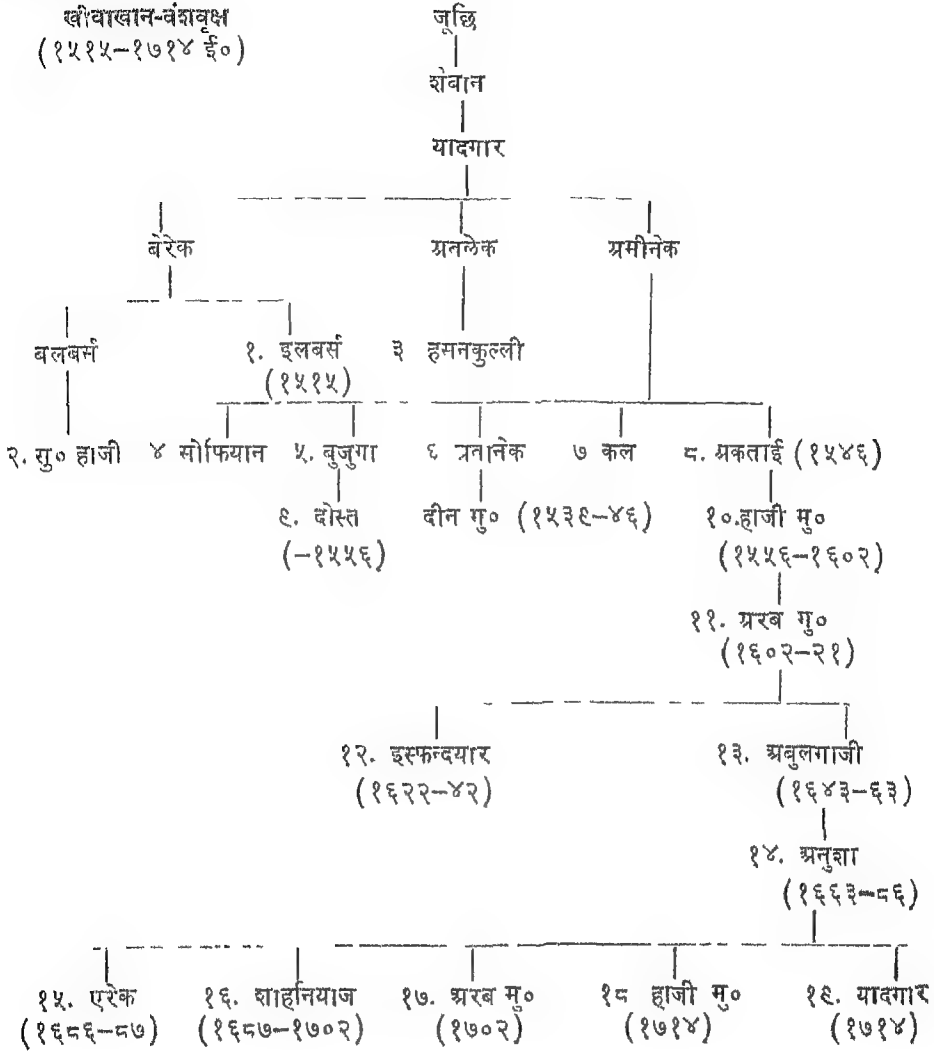 खीवाखान-वंशवृक्ष
(१५१५–१७१४ ई०)
जूछि
शेबान
यादगार
बेरेक अतलेक अमीनेक
बलबर्स १. इलबर्स ३ हसनकुल्ली
(१५१५)
२. सु० हाजी ४ सोफियान ५. बुजुगा ६ अवानेक ७ कल ८. अकताई (१५४६)
९. दोस्त दीन मु० (१५३९–४६) १०.हाजी मु०
(–१५५६) (१५५६–१६०२)
११. अरब मु०
(१६०२–२१)
१२. इस्फन्दयार १३. अबुलगाजी
(१६२२–४२) (१६४३–६३)
१४. अनुशा
(१६६३–८६)
१५. एरेक १६. शाहनियाज १७. अरब मु० १८ हाजी मु० १९. यादगार
(१६८६–८७) (१६८७–१७०२) (१७०२) (१७१४) (१७१४)